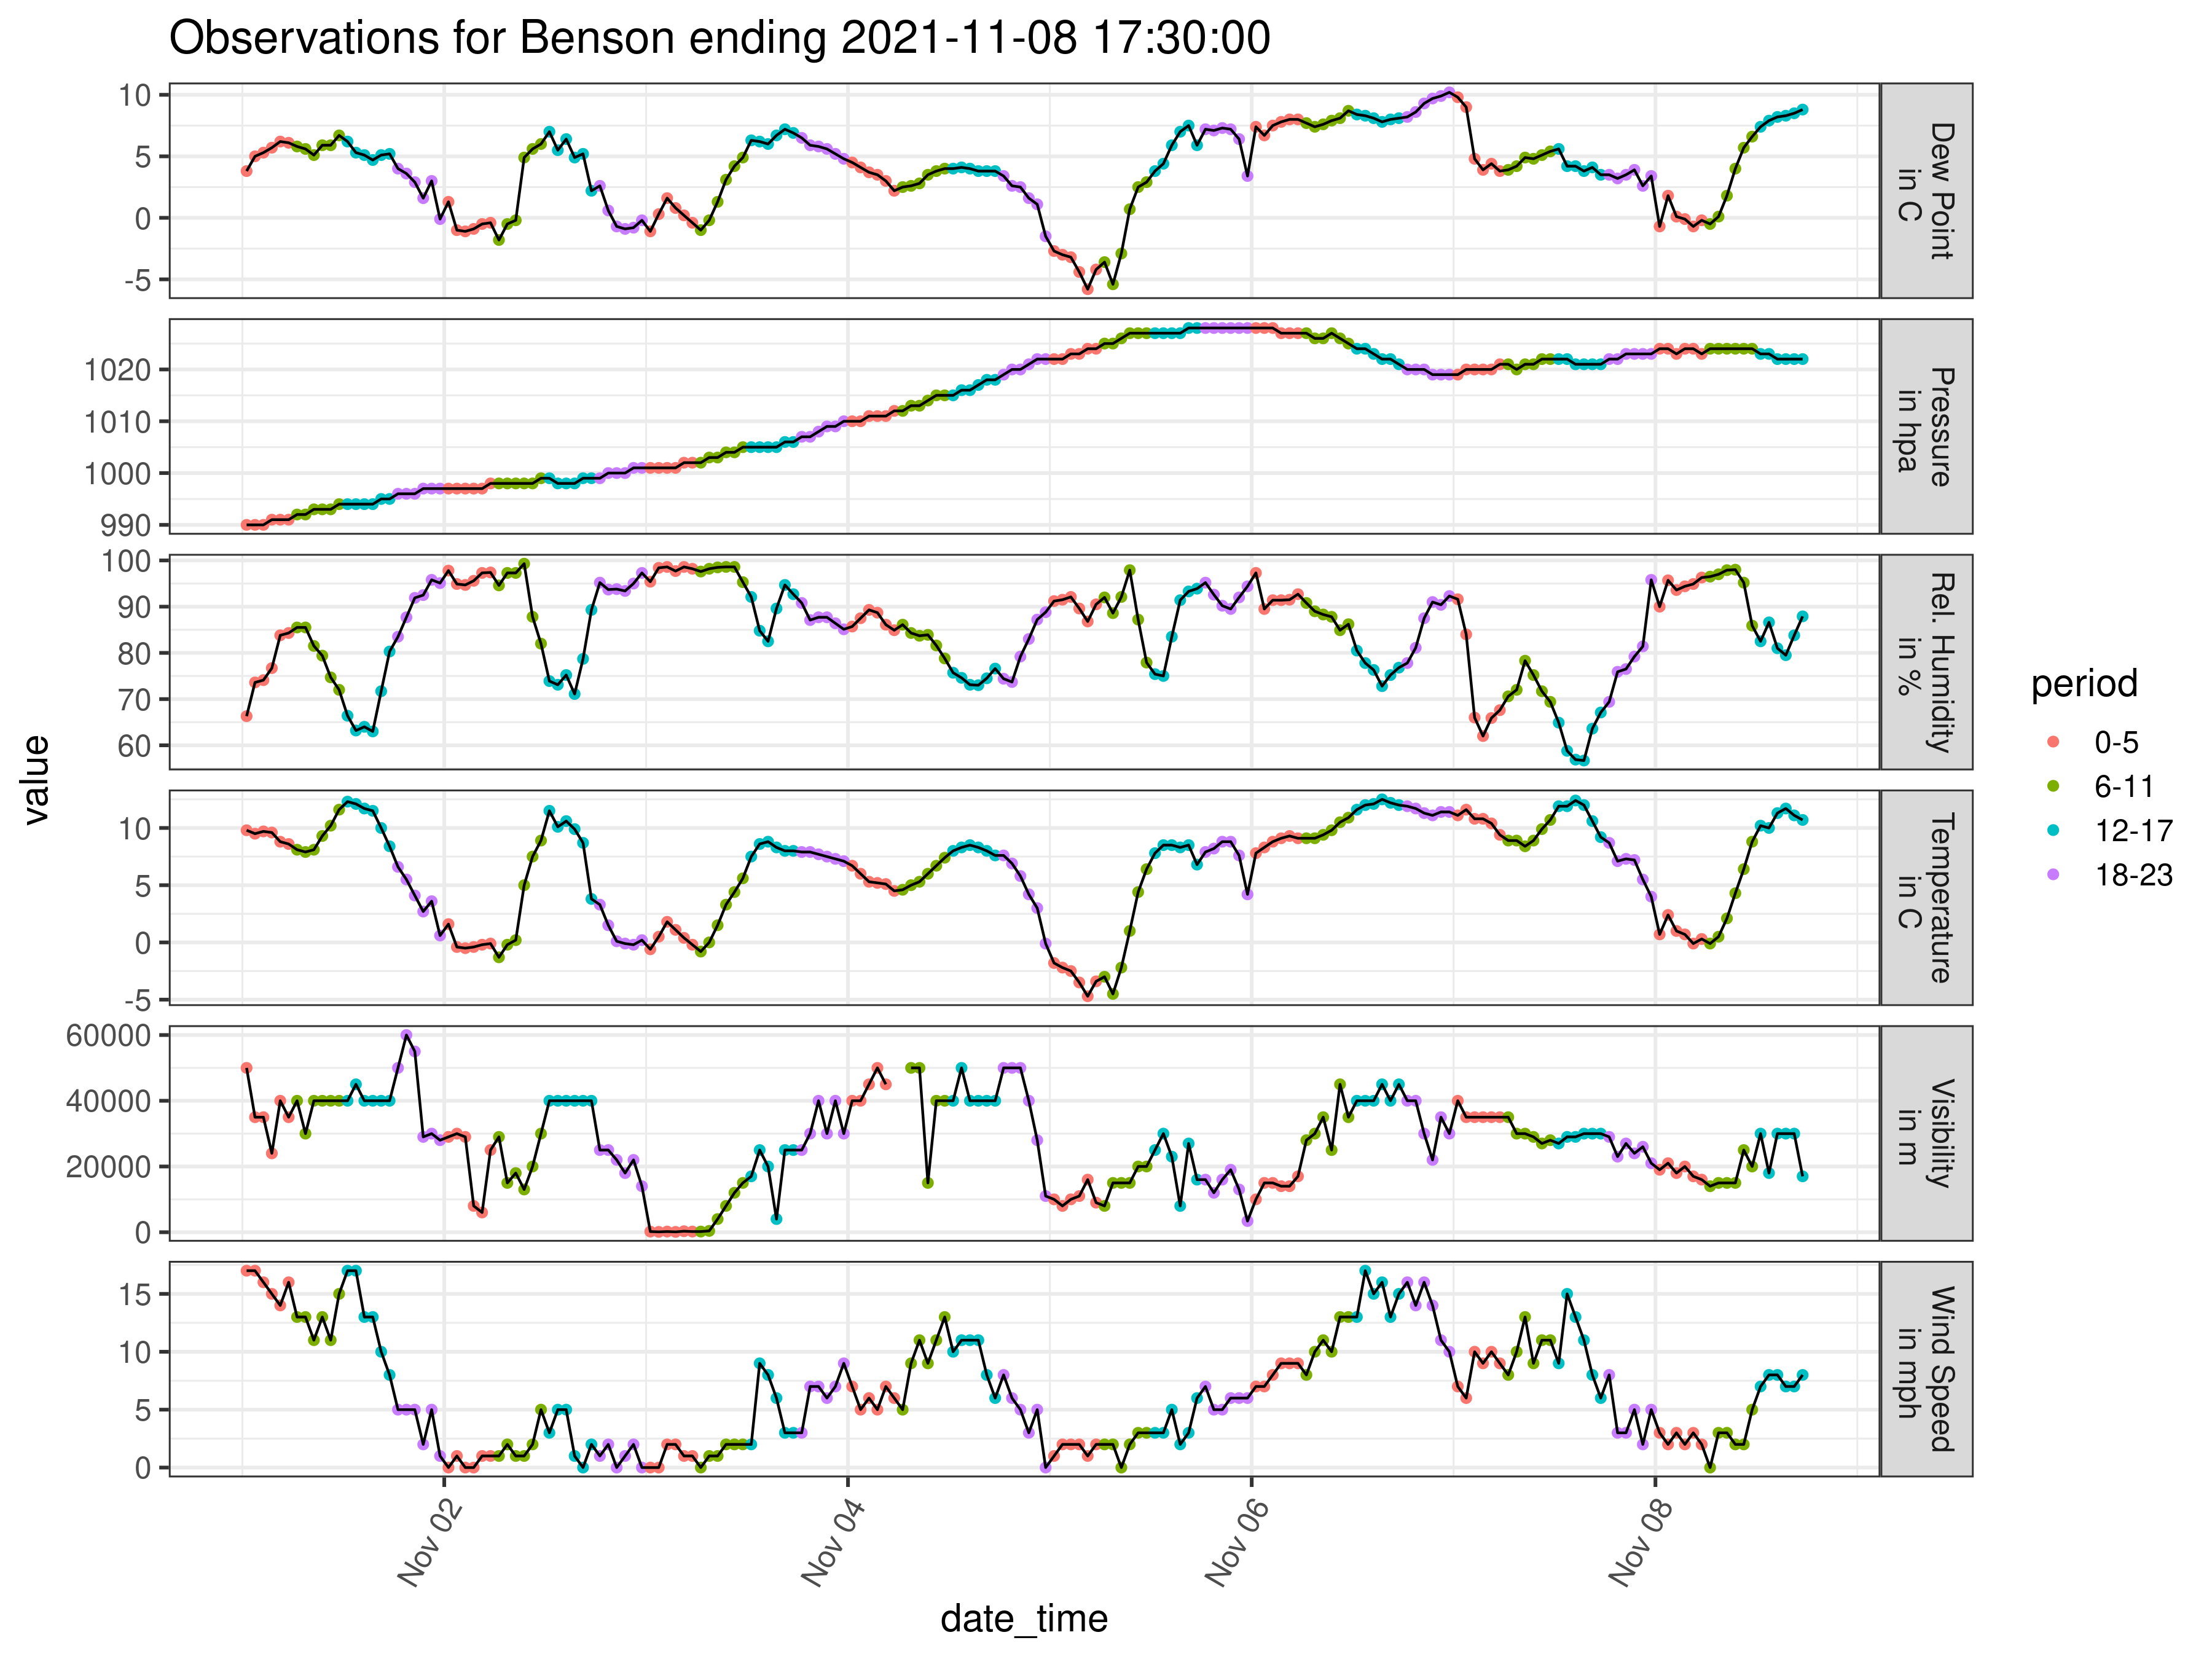 Observations for Benson ending 2021-11-08 17:30:00
value
10
5
0
-5
Dew Point
in C
1020
1010
1000
990
Pressure
in hpa
100
90
80
70
60
Rel. Humidity
in %
10
5
0
-5
Temperature
in C
60000
40000
20000
0
Visibility
in m
15
10
5
0
Wind Speed
in mph
Nov 02
Nov 04
Nov 06
Nov 08
date_time
period
0-5
6-11
12-17
18-23